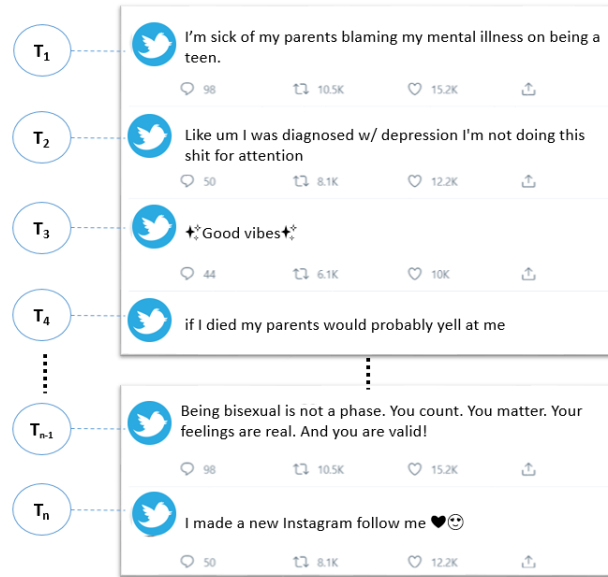 T1
I'm sick of my parents blaming my mental illness on being a
teen.
98 10.5K 15.2K
T2
Like um I was diagnosed w/ depression I'm not doing this
shit for attention
50 8.1K 12.2K
T3
✨Good vibes✨
44 6.1K 10K
T4
if I died my parents would probably yell at me
Tn-1
Being bisexual is not a phase. You count. You matter. Your
feelings are real. And you are valid!
98 10.5K 15.2K
Tn
I made a new Instagram follow me 🖤🥺
50 8.1K 12.2K